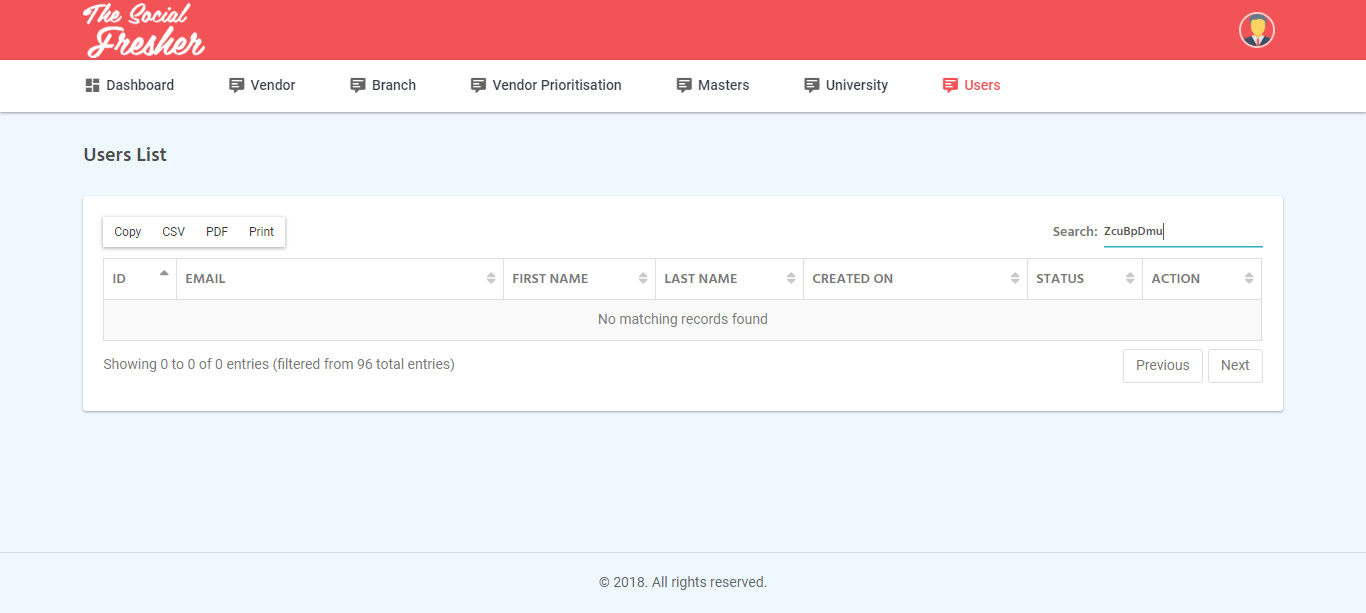 The Social
Fresher
Dashboard Vendor Branch Vendor Prioritisation Masters University Users
Users List
Copy CSV PDF Print Search: ZcuBpDmu
ID EMAIL FIRST NAME LAST NAME CREATED ON STATUS ACTION
No matching records found
Showing 0 to 0 of 0 entries (filtered from 96 total entries) Previous Next
© 2018. All rights reserved.